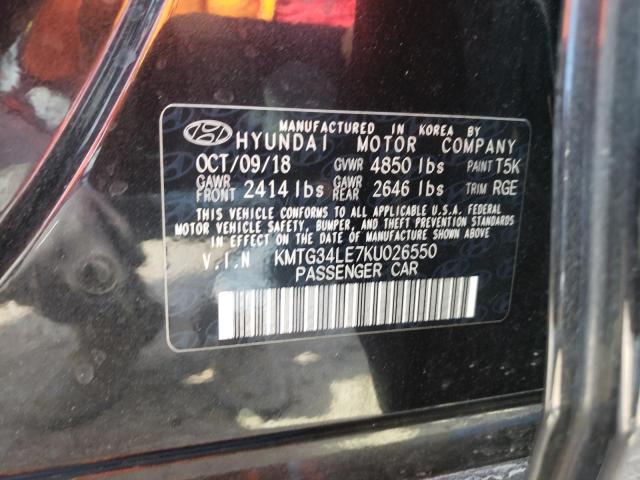 MANUFACTURED IN KOREA BY
HYUNDAI MOTOR COMPANY
OCT/09/18 GVWR 4850 lbs PAINT T5K
GAWR FRONT 2414 lbs GAWR REAR 2646 lbs TRIM RGE
THIS VEHICLE CONFORMS TO ALL APPLICABLE U.S.A. FEDERAL
MOTOR VEHICLE SAFETY, BUMPER, AND THEFT PREVENTION
STANDARDS IN EFFECT ON THE DATE OF MANUFACTURE SHOWN ABOVE
V.I.N KMTG34LE7KU026550
PASSENGER CAR